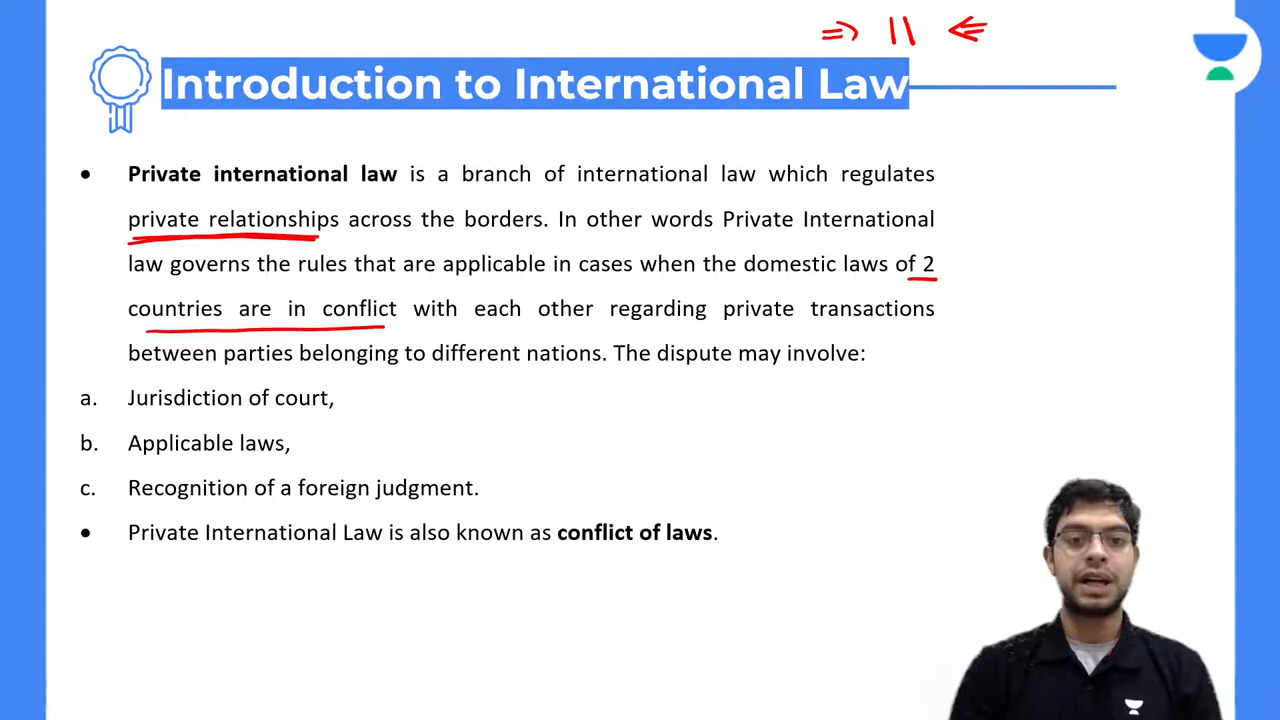 ⇒ || ⇐
Introduction to International Law
• Private international law is a branch of international law which regulates
private relationships across the borders. In other words Private International
law governs the rules that are applicable in cases when the domestic laws of 2
countries are in conflict with each other regarding private transactions
between parties belonging to different nations. The dispute may involve:
a. Jurisdiction of court,
b. Applicable laws,
c. Recognition of a foreign judgment.
• Private International Law is also known as conflict of laws.